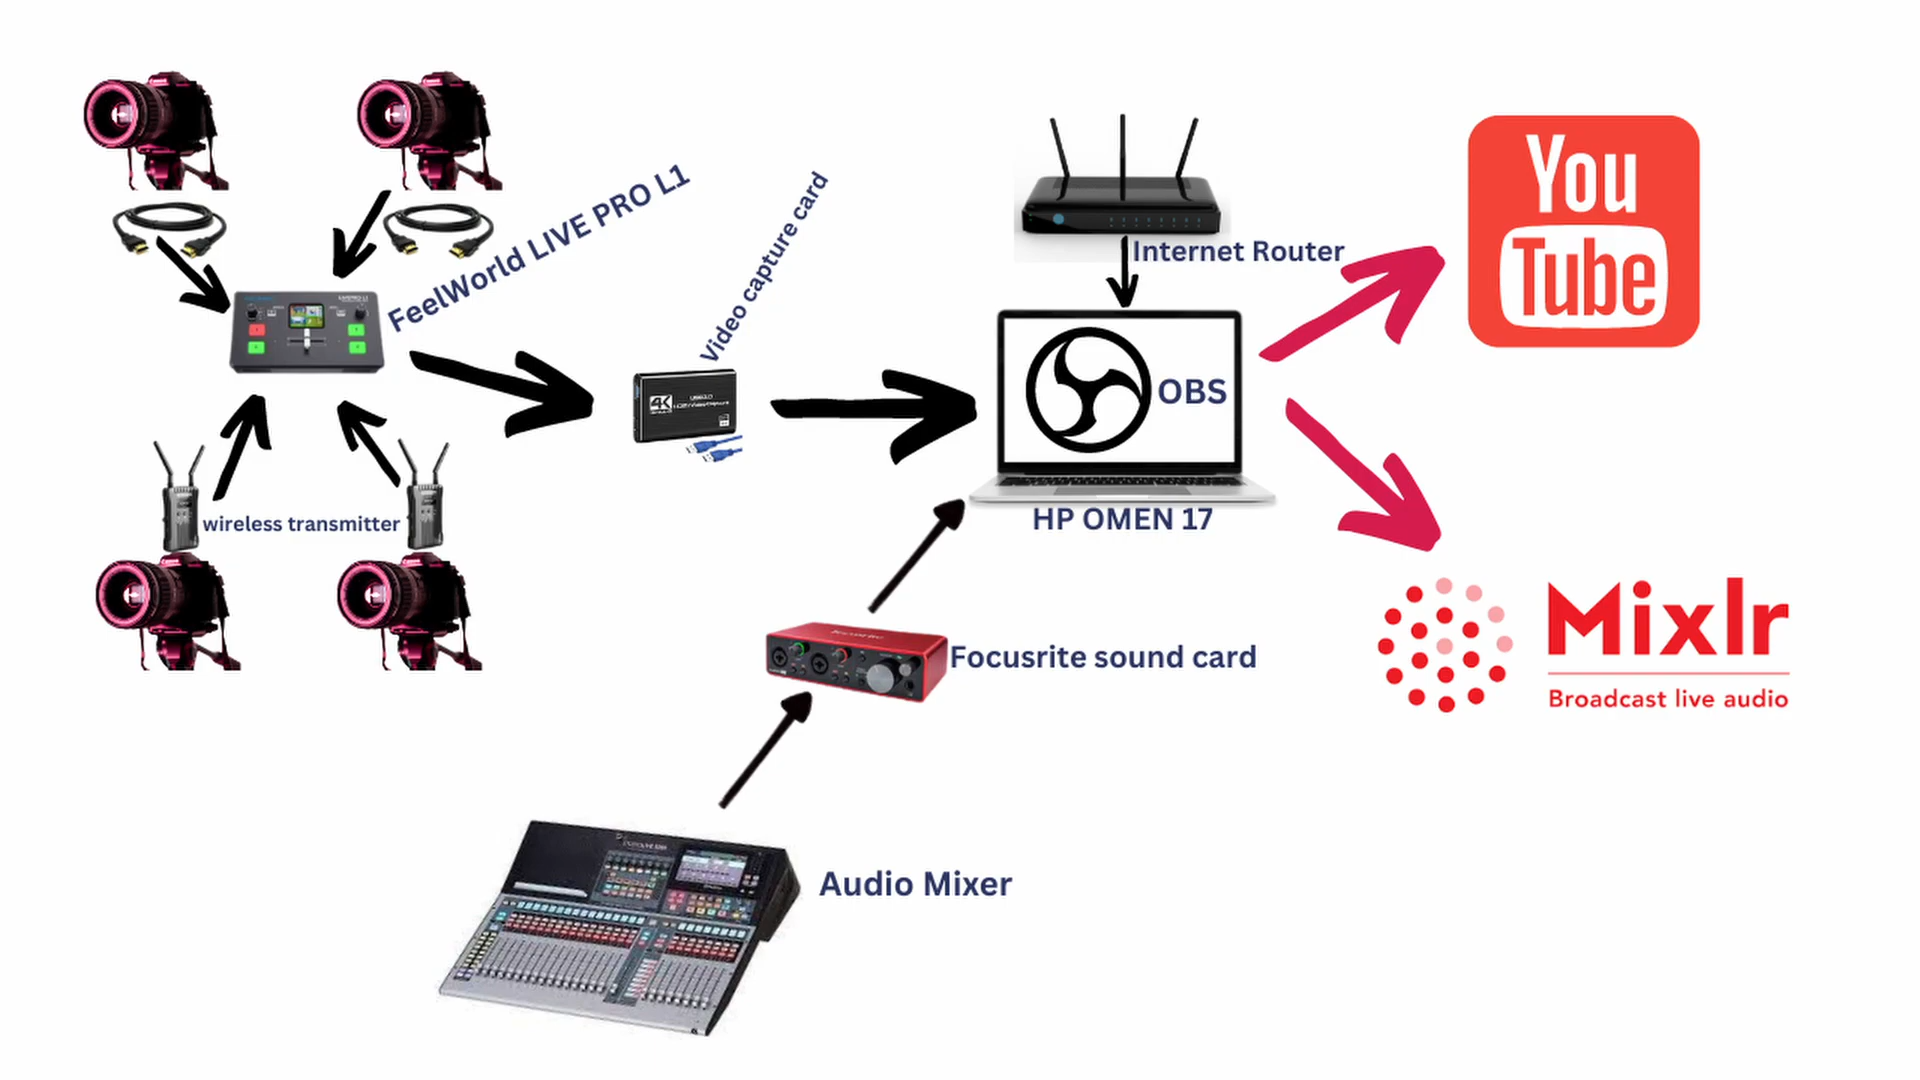 FeelWorld LIVE PRO L1
Video capture card
4K
Internet Router
You
Tube
OBS
HP OMEN 17
wireless transmitter
Focusrite sound card
Mixlr
Broadcast live audio
Audio Mixer